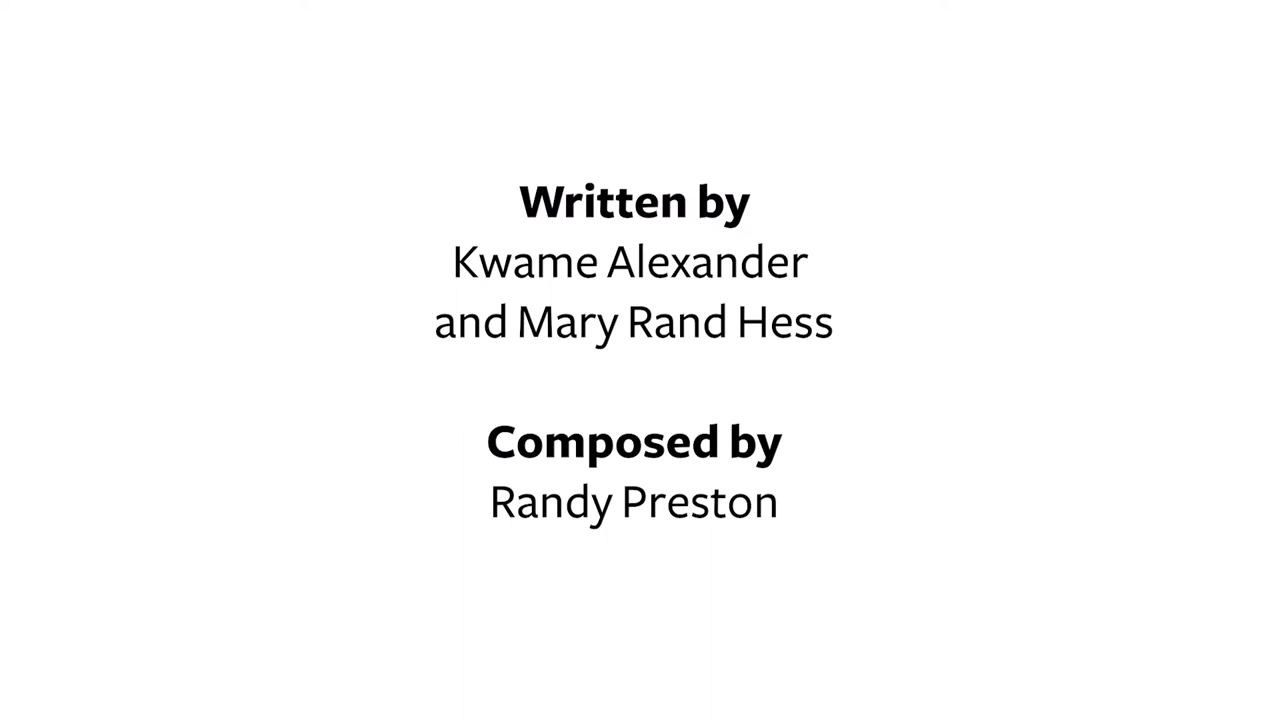 Written by
Kwame Alexander
and Mary Rand Hess
Composed by
Randy Preston